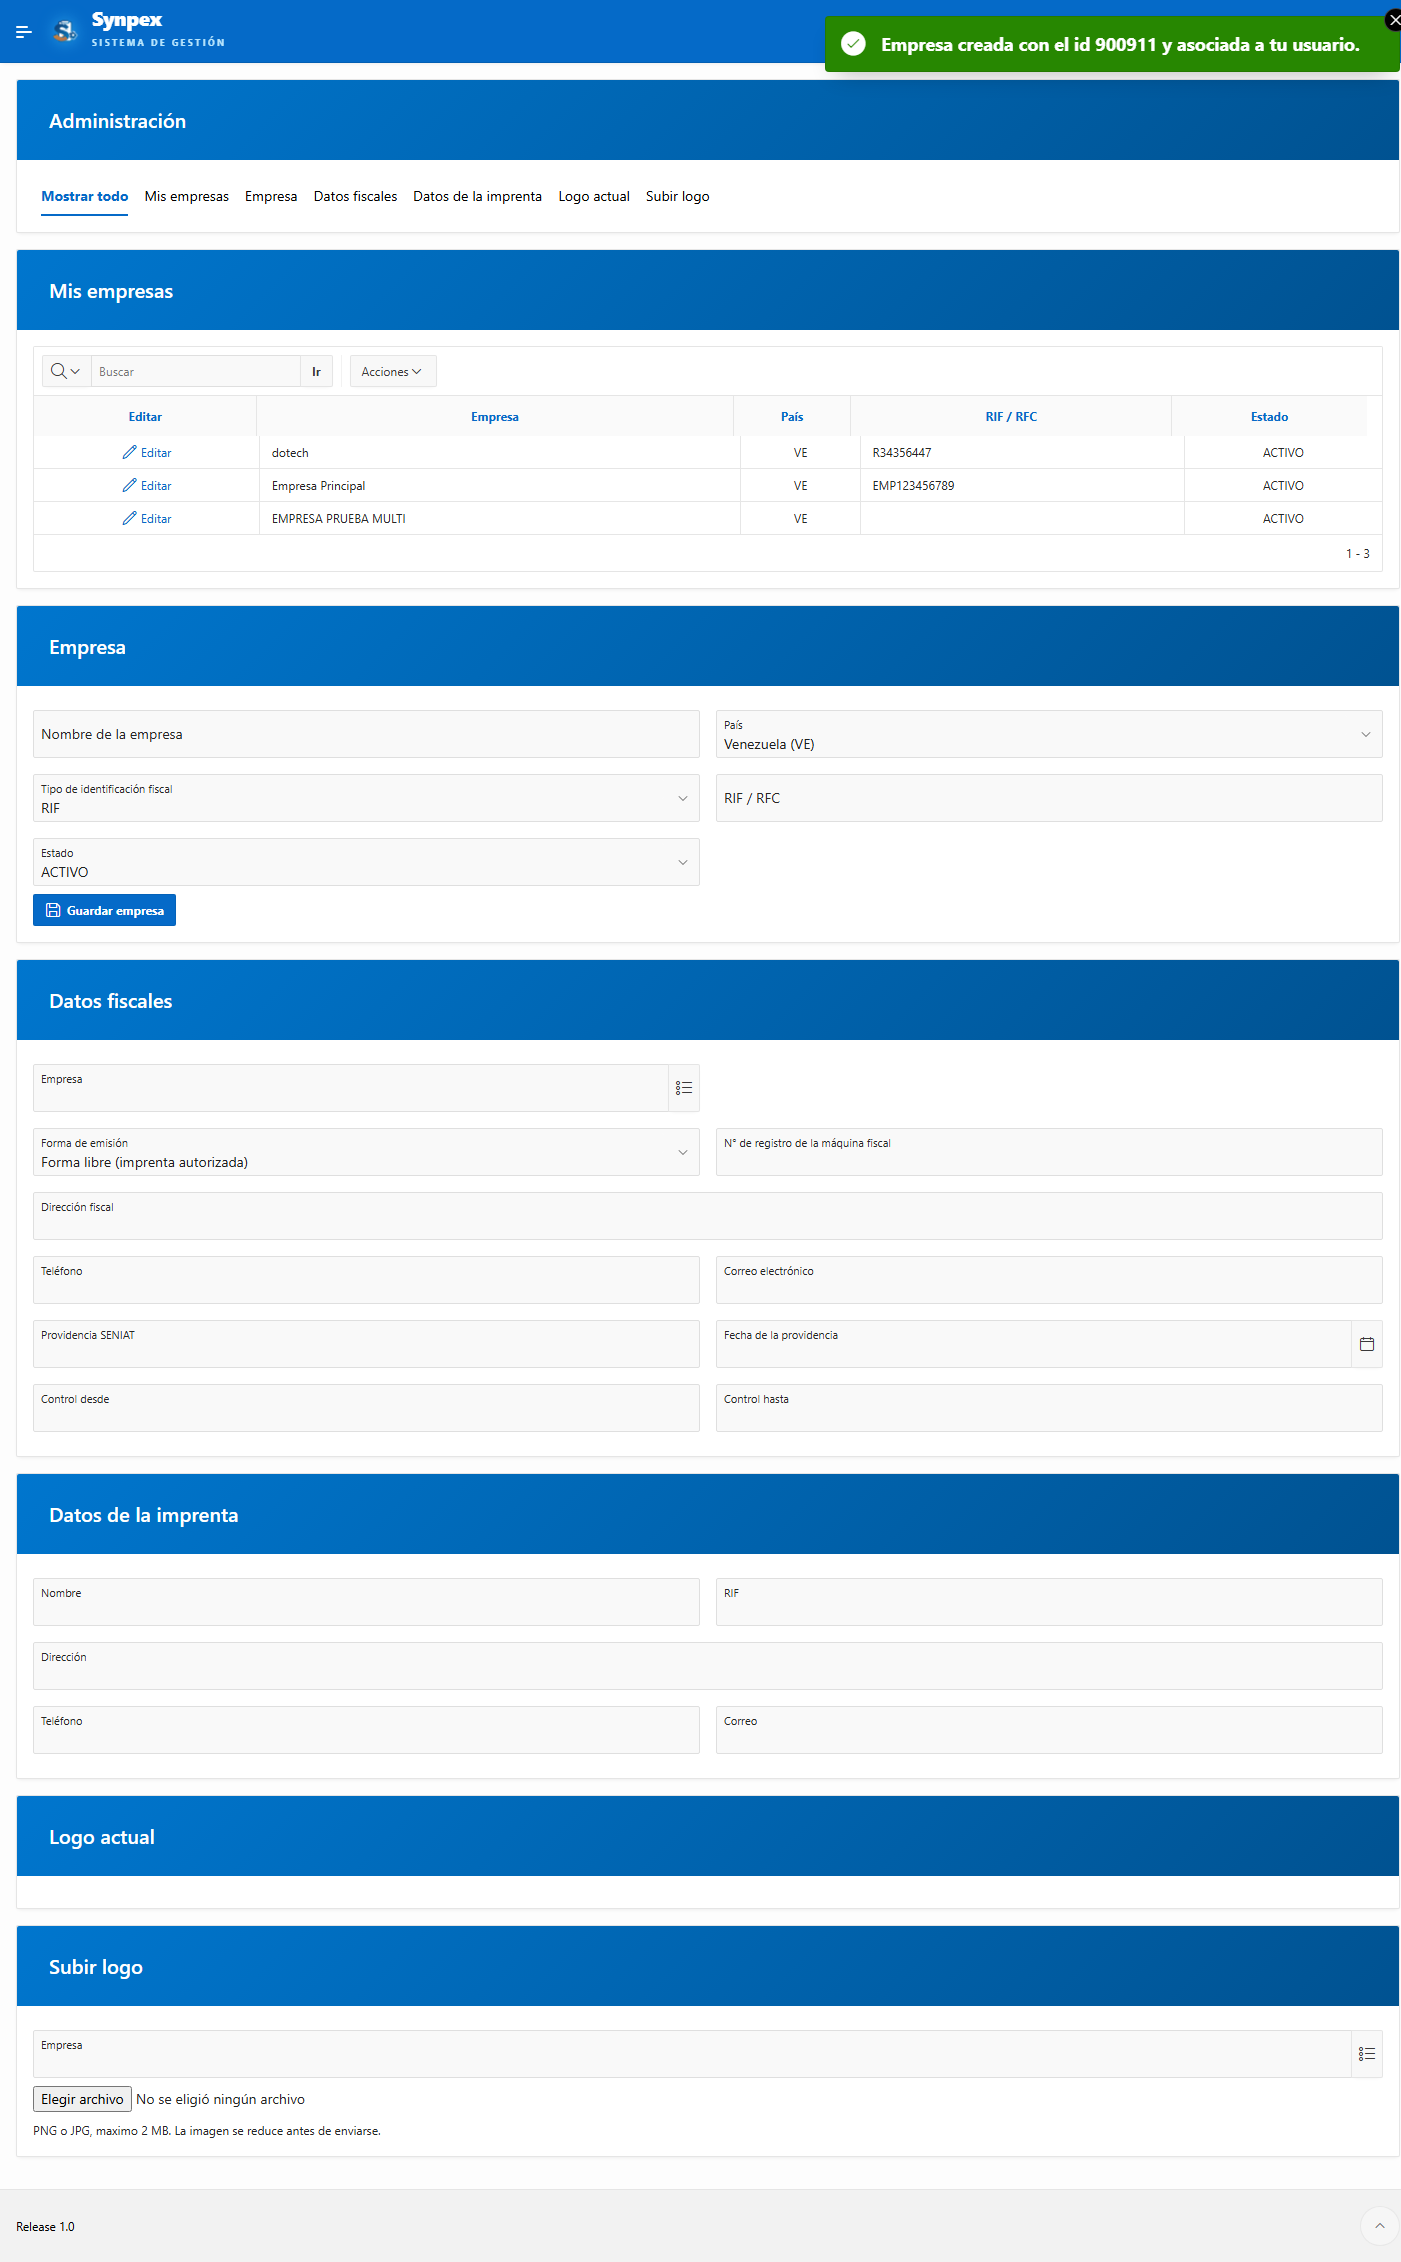 Synpex
SISTEMA DE GESTIÓN
Empresa creada con el id 900911 y asociada a tu usuario.
Administración
Mostrar todo Mis empresas Empresa Datos fiscales Datos de la imprenta Logo actual Subir logo
Mis empresas
Buscar Ir Acciones
Editar Empresa País RIF / RFC Estado
Editar dotech VE R34356447 ACTIVO
Editar Empresa Principal VE EMP123456789 ACTIVO
Editar EMPRESA PRUEBA MULTI VE ACTIVO
1 - 3
Empresa
Nombre de la empresa
País
Venezuela (VE)
Tipo de identificación fiscal
RIF
RIF / RFC
Estado
ACTIVO
Guardar empresa
Datos fiscales
Empresa
Forma de emisión
Forma libre (imprenta autorizada)
N° de registro de la máquina fiscal
Dirección fiscal
Teléfono
Correo electrónico
Providencia SENIAT
Fecha de la providencia
Control desde
Control hasta
Datos de la imprenta
Nombre
RIF
Dirección
Teléfono
Correo
Logo actual
Subir logo
Empresa
Elegir archivo No se eligió ningún archivo
PNG o JPG, maximo 2 MB. La imagen se reduce antes de enviarse.
Release 1.0